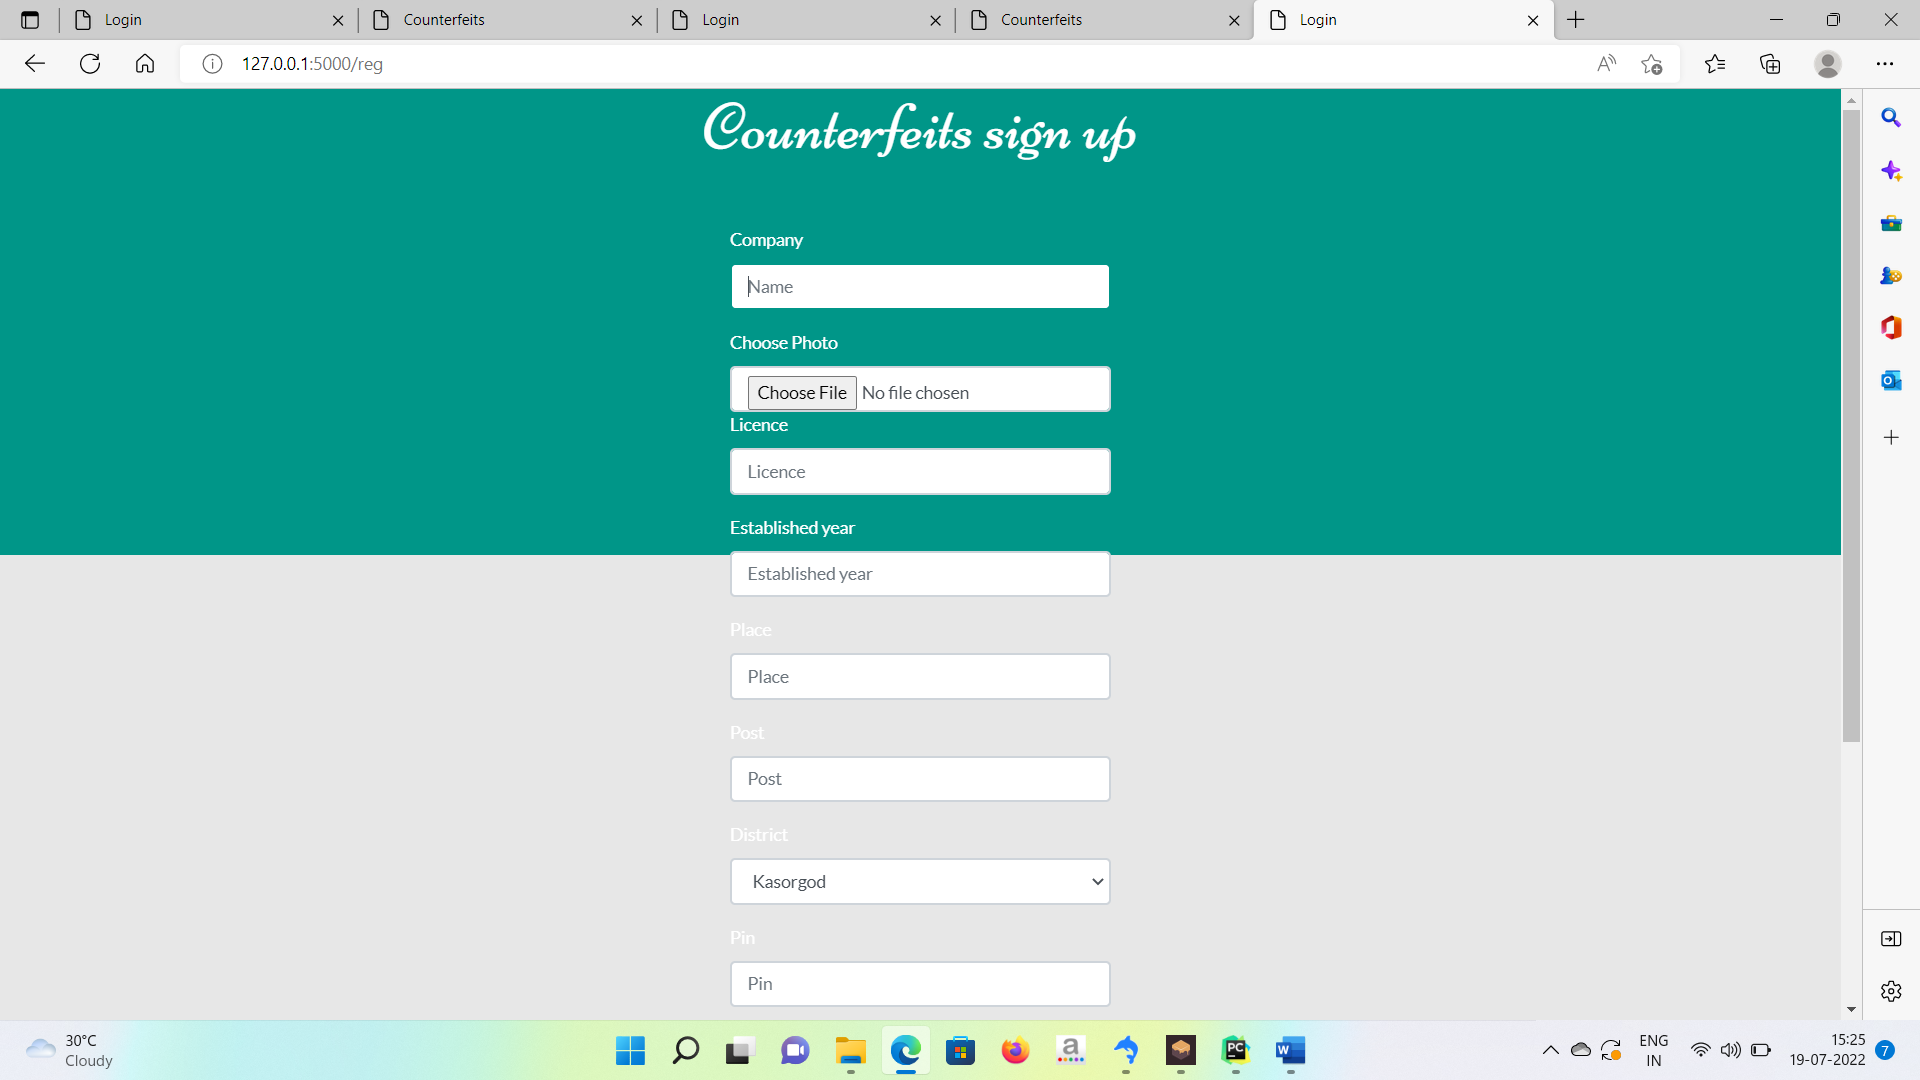 Login
Counterfeits
Login
Counterfeits
Login
127.0.0.1:5000/reg
Counterfeits sign up
Company
Name
Choose Photo
Choose File No file chosen
Licence
Licence
Established year
Established year
Place
Place
Post
Post
District
Kasorgod
Pin
Pin
30°C
Cloudy
a
PC
W
ENG
IN
15:25
19-07-2022
7